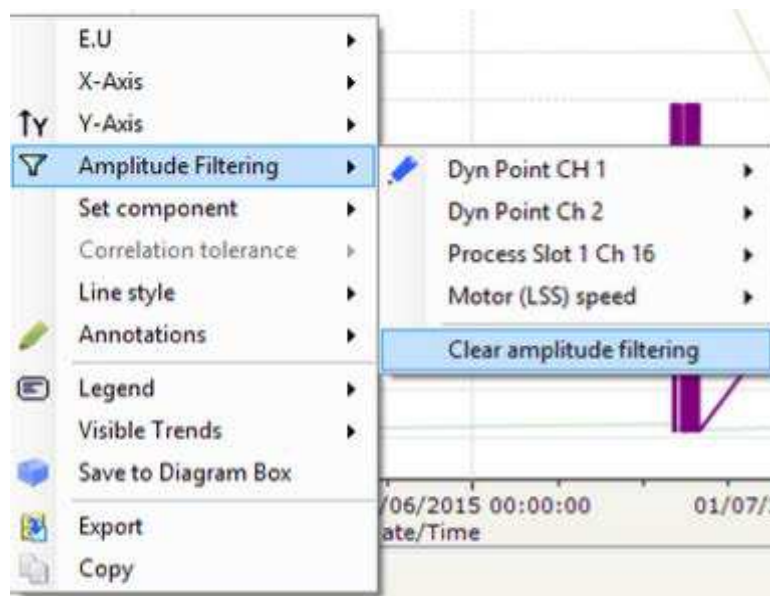 E.U
X-Axis
Y-Axis
Amplitude Filtering
Set component
Correlation tolerance
Line style
Annotations
Legend
Visible Trends
Save to Diagram Box
Export
Copy
Dyn Point CH 1
Dyn Point Ch 2
Process Slot 1 Ch 16
Motor (LSS) speed
Clear amplitude filtering
/06/2015 00:00:00
01/07/
ate/Time